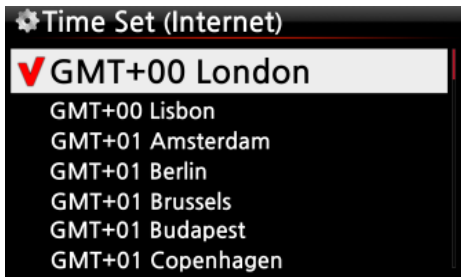 Time Set (Internet)
GMT+00 London
GMT+00 Lisbon
GMT+01 Amsterdam
GMT+01 Berlin
GMT+01 Brussels
GMT+01 Budapest
GMT+01 Copenhagen